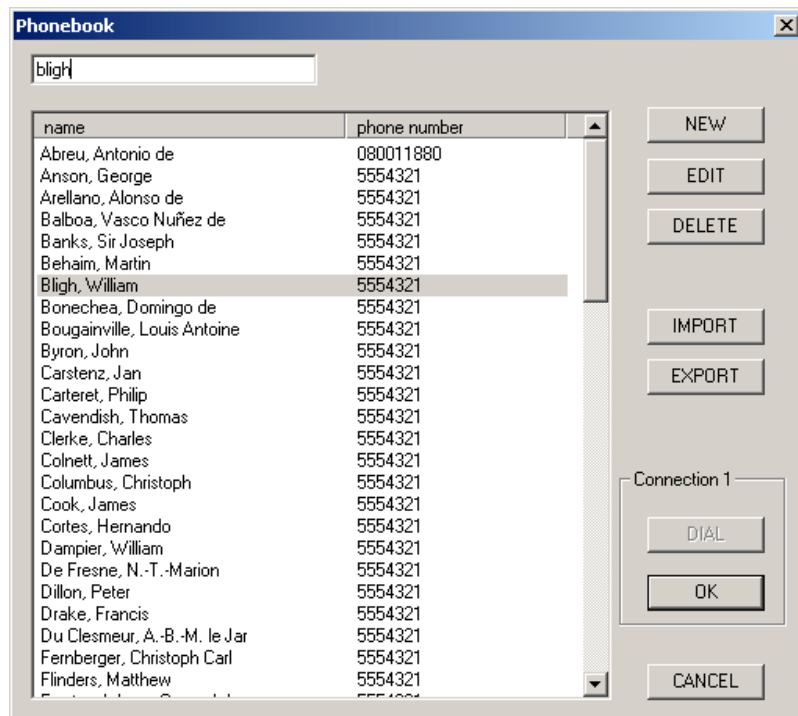 Phonebook
bligh
name phone number
Abreu, Antonio de 080011880
Anson, George 5554321
Arellano, Alonso de 5554321
Balboa, Vasco Nuñez de 5554321
Banks, Sir Joseph 5554321
Behaim, Martin 5554321
Bligh, William 5554321
Bonechea, Domingo de 5554321
Bougainville, Louis Antoine 5554321
Byron, John 5554321
Carstenz, Jan 5554321
Carteret, Philip 5554321
Cavendish, Thomas 5554321
Clerke, Charles 5554321
Colnett, James 5554321
Columbus, Christoph 5554321
Cook, James 5554321
Cortes, Hernando 5554321
Dampier, William 5554321
De Fresne, N.-T.-Marion 5554321
Dillon, Peter 5554321
Drake, Francis 5554321
Du Clesmeur, A.-B.-M. le Jar 5554321
Fernberger, Christoph Carl 5554321
Flinders, Matthew 5554321
NEW
EDIT
DELETE
IMPORT
EXPORT
Connection 1
DIAL
OK
CANCEL